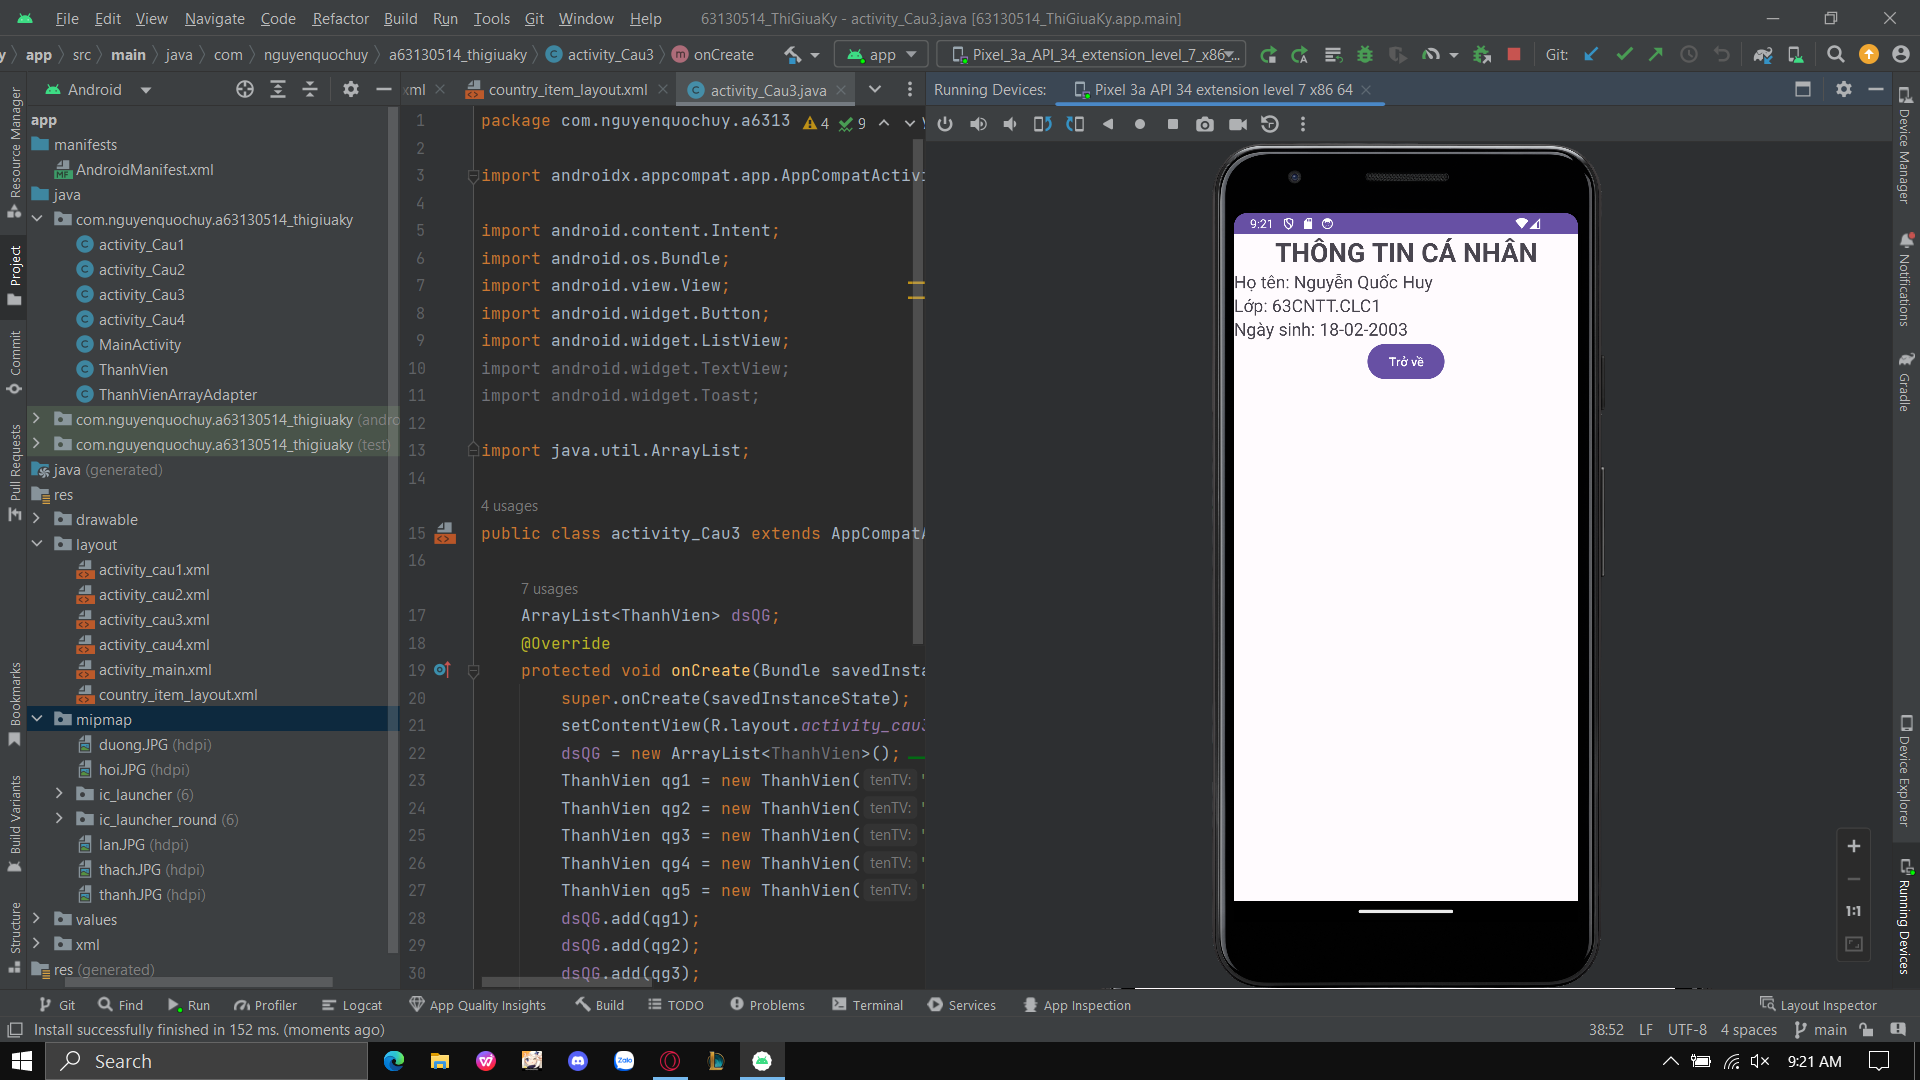 File Edit View Navigate Code Refactor Build Run Tools Git Window Help 63130514_ThiGiuaKy - activity_Cau3.java [63130514_ThiGiuaKy.app.main]
y app src main java com nguyenquochuy a63130514_thigiuaky activity_Cau3 onCreate app Pixel_3a_API_34_extension_level_7_x86... Git:
Android
xml country_item_layout.xml activity_Cau3.java
Running Devices: Pixel 3a API 34 extension level 7 x86 64
Resource Manager
Project
Commit
Pull Requests
Bookmarks
Build Variants
Structure
app
manifests
AndroidManifest.xml
java
com.nguyenquochuy.a63130514_thigiuaky
activity_Cau1
activity_Cau2
activity_Cau3
activity_Cau4
MainActivity
ThanhVien
ThanhVienArrayAdapter
com.nguyenquochuy.a63130514_thigiuaky (andro
com.nguyenquochuy.a63130514_thigiuaky (test)
java (generated)
res
drawable
layout
activity_cau1.xml
activity_cau2.xml
activity_cau3.xml
activity_cau4.xml
activity_main.xml
country_item_layout.xml
mipmap
duong.JPG (hdpi)
hoi.JPG (hdpi)
ic_launcher (6)
ic_launcher_round (6)
lan.JPG (hdpi)
thach.JPG (hdpi)
thanh.JPG (hdpi)
values
xml
res (generated)
1 package com.nguyenquochuy.a6313 4 9
2
3 import androidx.appcompat.app.AppCompatActivi
4
5 import android.content.Intent;
6 import android.os.Bundle;
7 import android.view.View;
8 import android.widget.Button;
9 import android.widget.ListView;
10 import android.widget.TextView;
11 import android.widget.Toast;
12
13 import java.util.ArrayList;
14
4 usages
15 public class activity_Cau3 extends AppCompatA
16
7 usages
17 ArrayList<ThanhVien> dsQG;
18 @Override
19 protected void onCreate(Bundle savedInsta
20 super.onCreate(savedInstanceState);
21 setContentView(R.layout.activity_cau3
22 dsQG = new ArrayList<ThanhVien>();
23 ThanhVien qg1 = new ThanhVien( tenTV: "
24 ThanhVien qg2 = new ThanhVien( tenTV: "
25 ThanhVien qg3 = new ThanhVien( tenTV: "
26 ThanhVien qg4 = new ThanhVien( tenTV: "
27 ThanhVien qg5 = new ThanhVien( tenTV: "
28 dsQG.add(qg1);
29 dsQG.add(qg2);
30 dsQG.add(qg3);
9:21
THÔNG TIN CÁ NHÂN
Họ tên: Nguyễn Quốc Huy
Lớp: 63CNTT.CLC1
Ngày sinh: 18-02-2003
Trở về
1:1
Device Manager
Notifications
Gradle
Device Explorer
Running Devices
Git Find Run Profiler Logcat App Quality Insights Build TODO Problems Terminal Services App Inspection Layout Inspector
Install successfully finished in 152 ms. (moments ago) 38:52 LF UTF-8 4 spaces main
Search Zalo 9:21 AM